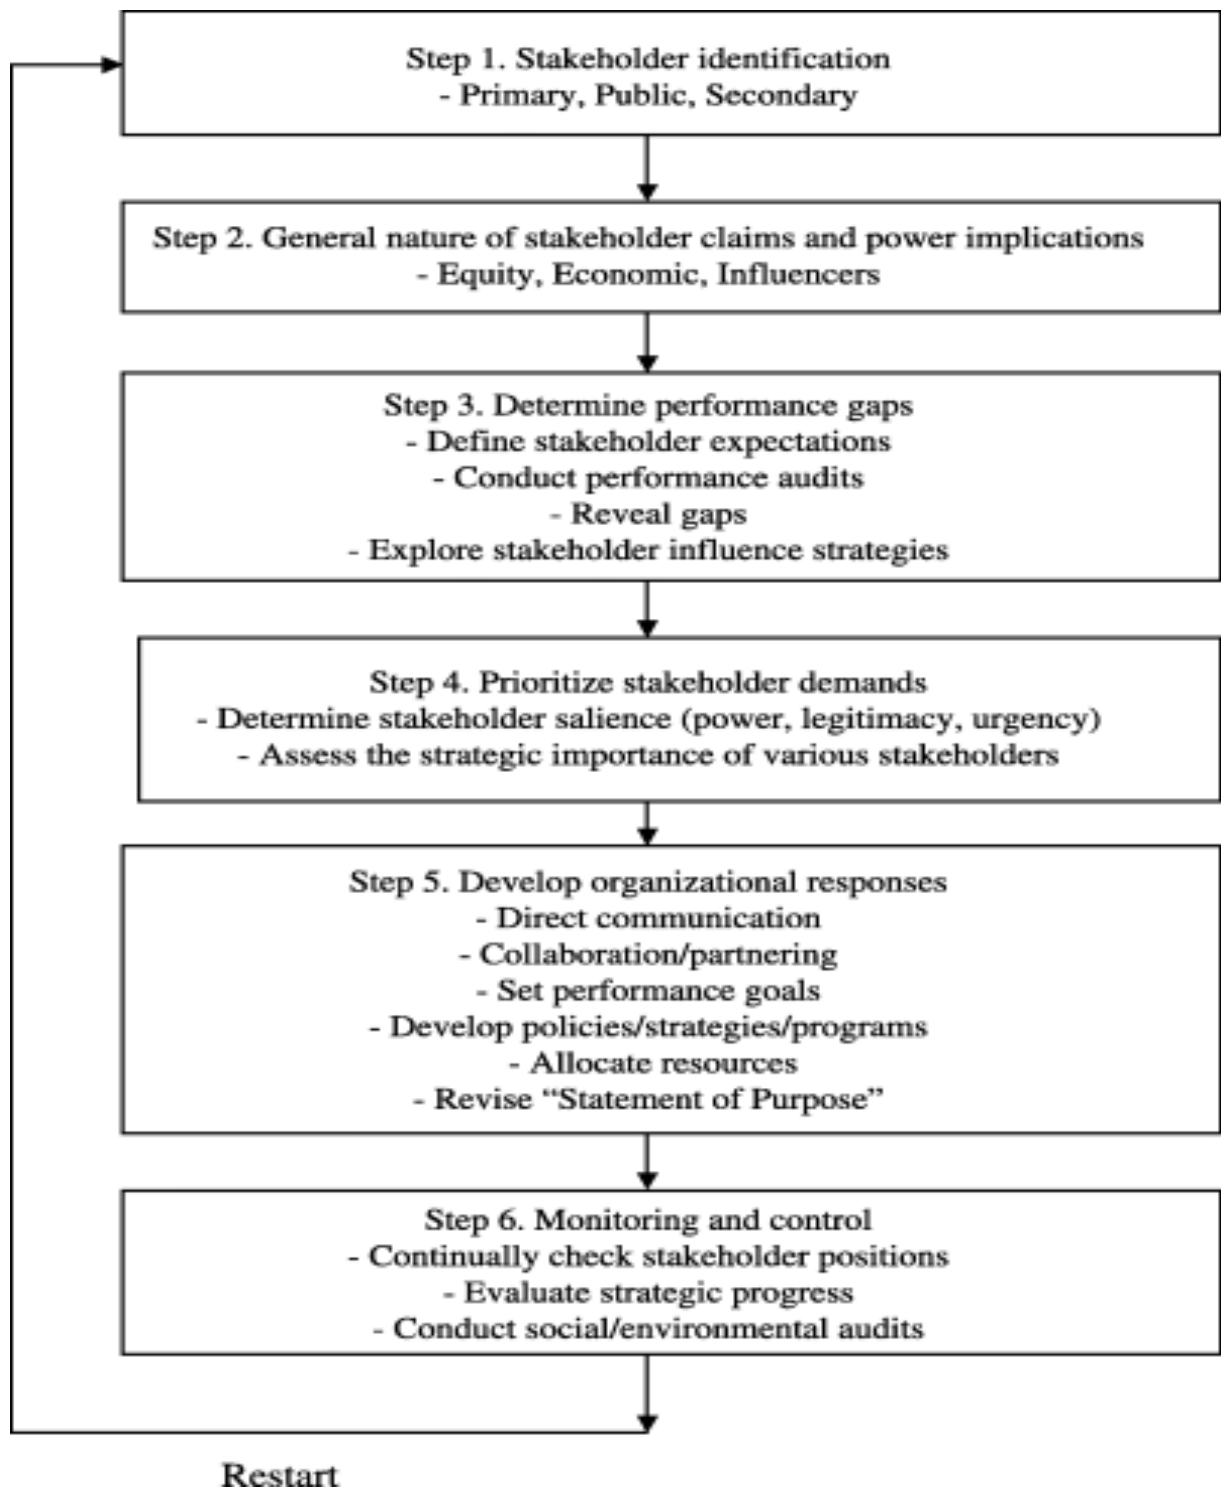 Step 1. Stakeholder identification
- Primary, Public, Secondary
Step 2. General nature of stakeholder claims and power implications
- Equity, Economic, Influencers
Step 3. Determine performance gaps
- Define stakeholder expectations
- Conduct performance audits
- Reveal gaps
- Explore stakeholder influence strategies
Step 4. Prioritize stakeholder demands
- Determine stakeholder salience (power, legitimacy, urgency)
- Assess the strategic importance of various stakeholders
Step 5. Develop organizational responses
- Direct communication
- Collaboration/partnering
- Set performance goals
- Develop policies/strategies/programs
- Allocate resources
- Revise “Statement of Purpose”
Step 6. Monitoring and control
- Continually check stakeholder positions
- Evaluate strategic progress
- Conduct social/environmental audits
Restart